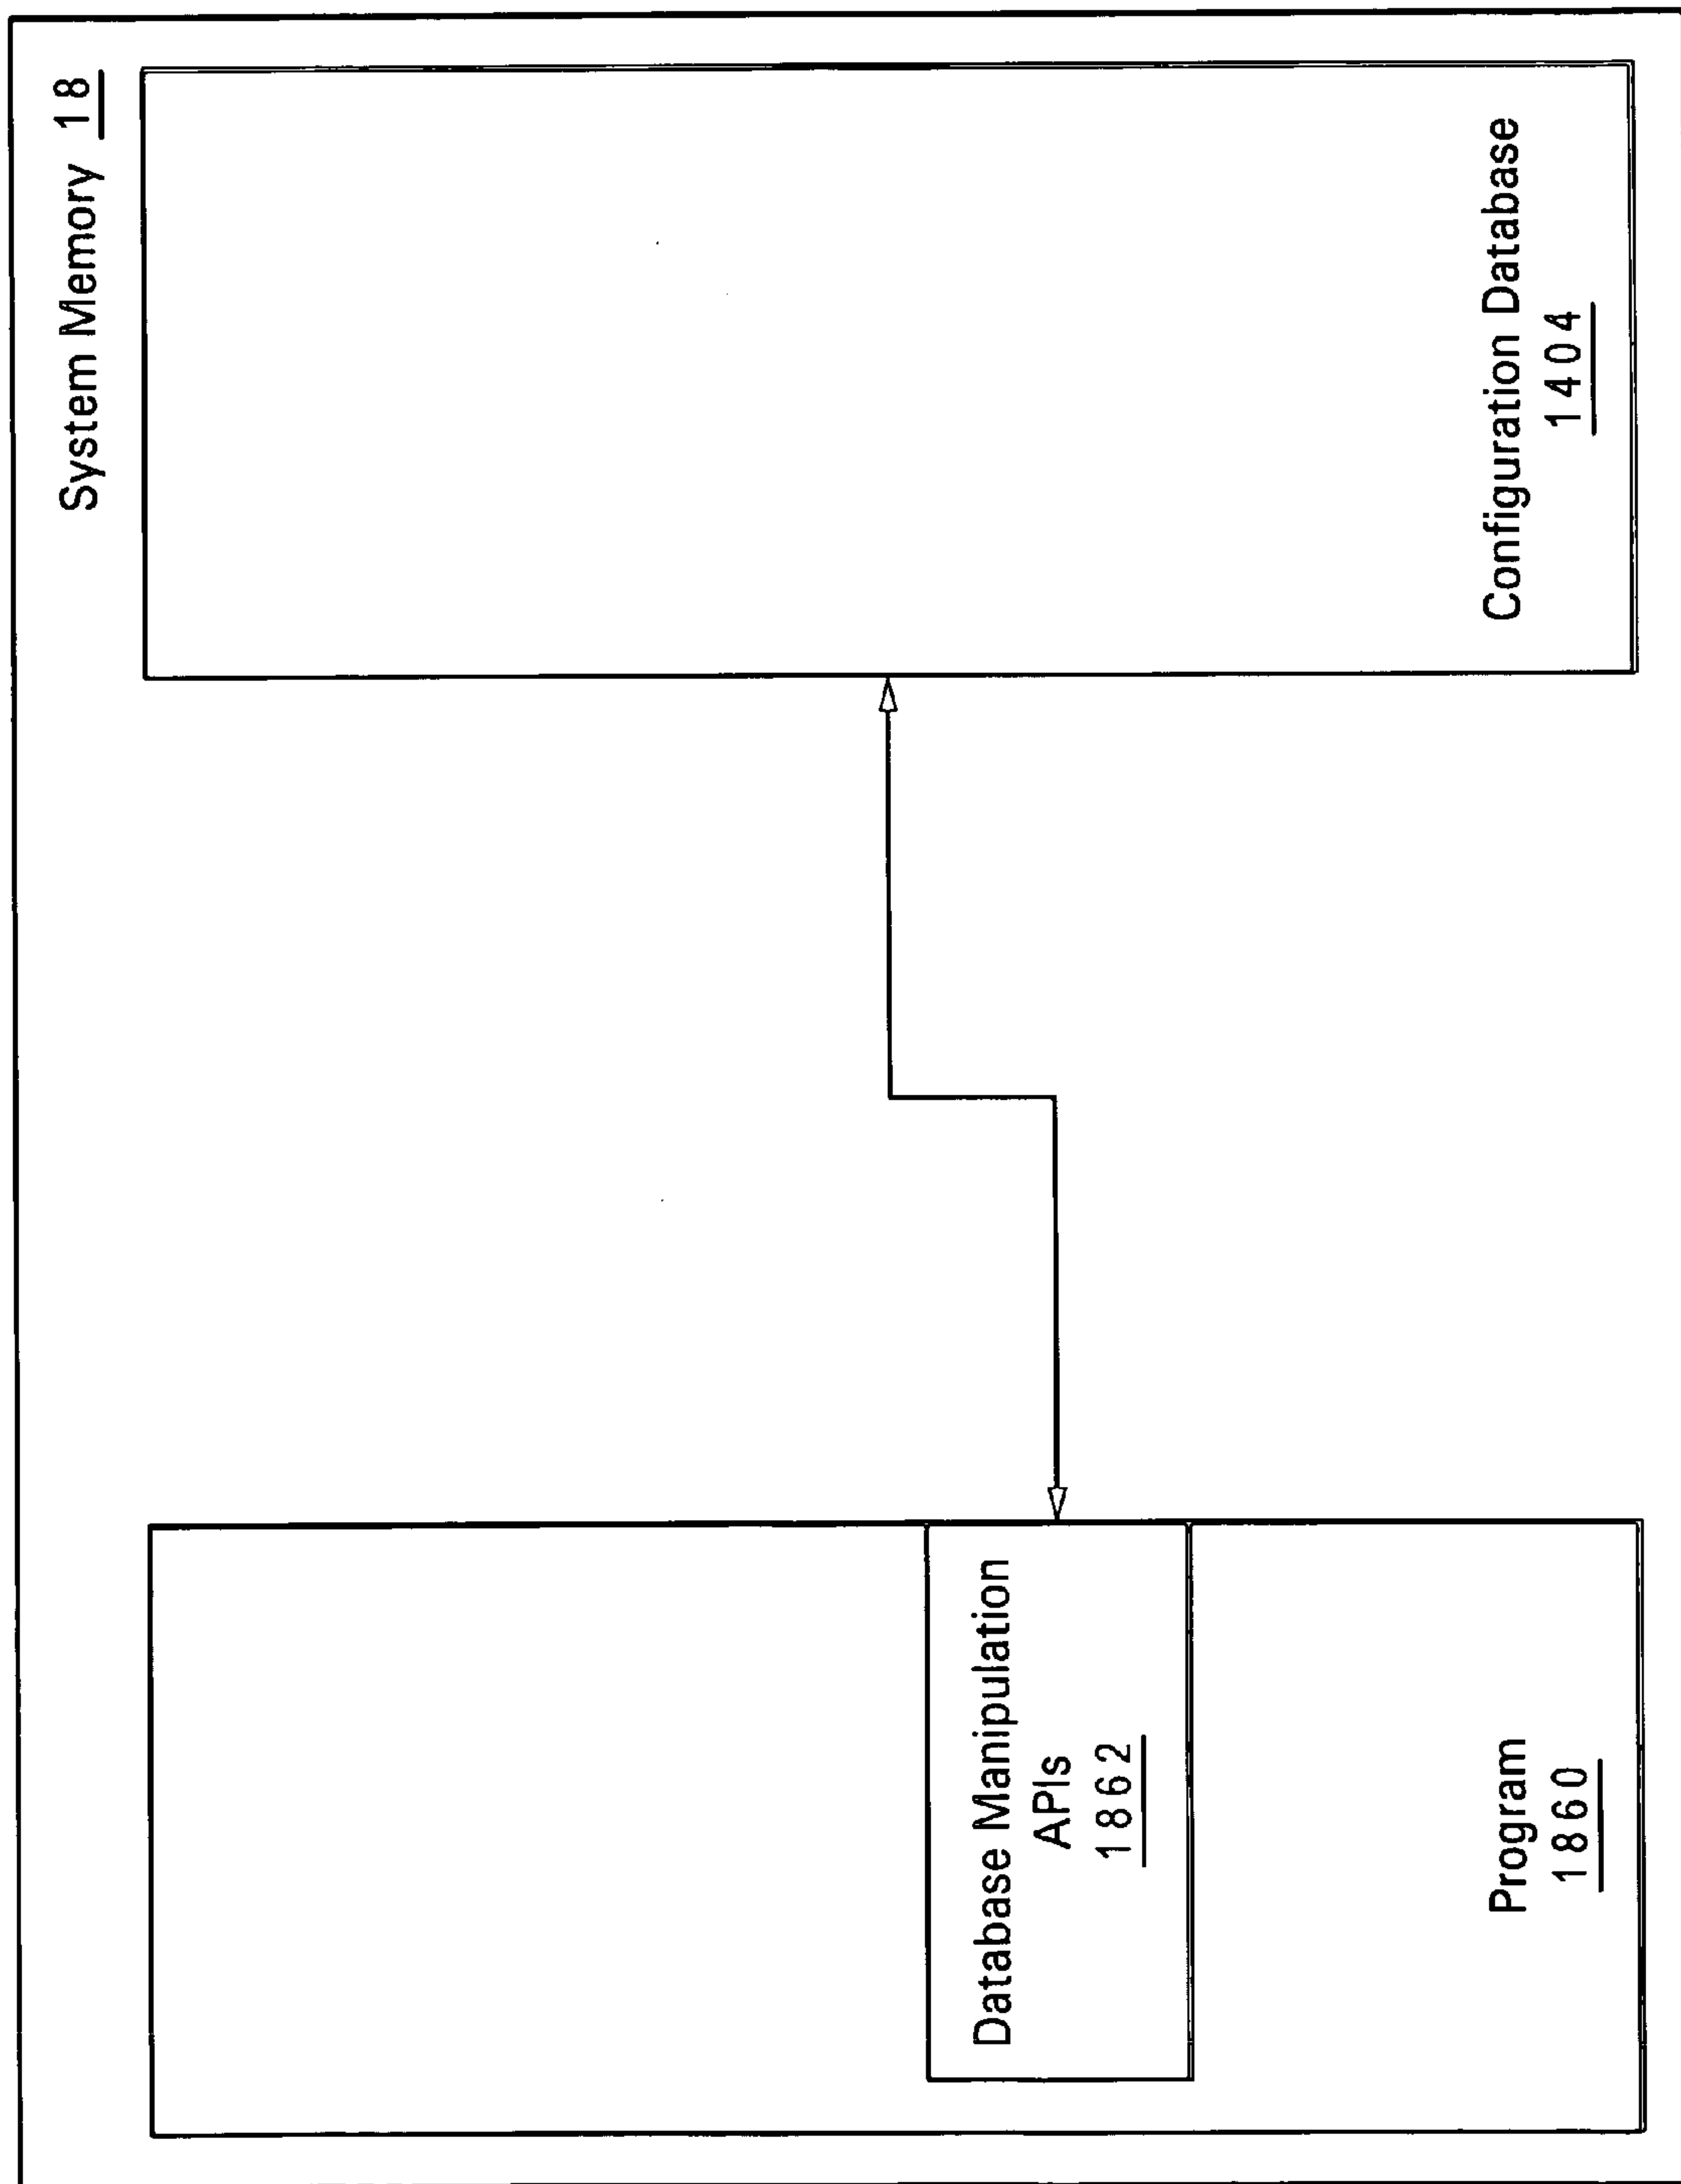 System Memory 18
Database Manipulation
APIs
1862
Program
1860
Configuration Database
1404